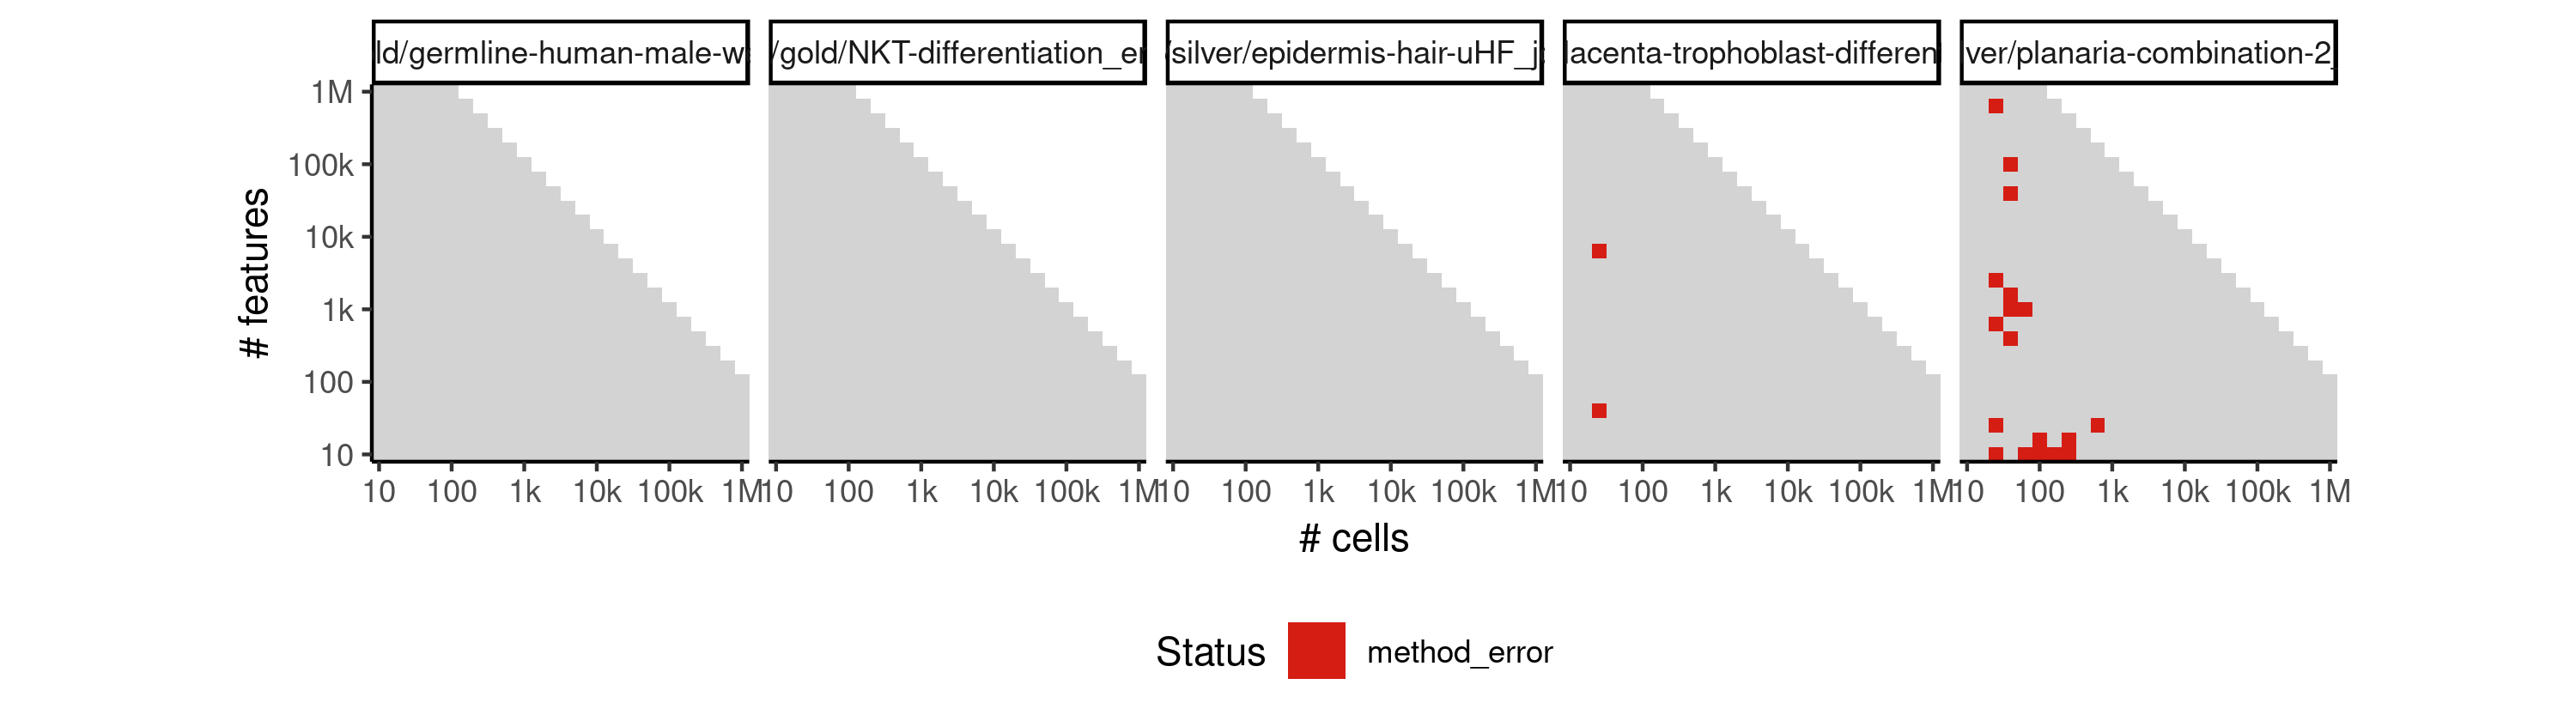 ld/germline-human-male-w
/gold/NKT-differentiation_er
/silver/epidermis-hair-uHF_j
lacenta-trophoblast-differen
ver/planaria-combination-2
1M
100k
10k
1k
100
10
# features
10 100 1k 10k 100k 1M
10 100 1k 10k 100k 1M
10 100 1k 10k 100k 1M
10 100 1k 10k 100k 1M
10 100 1k 10k 100k 1M
# cells
Status method_error